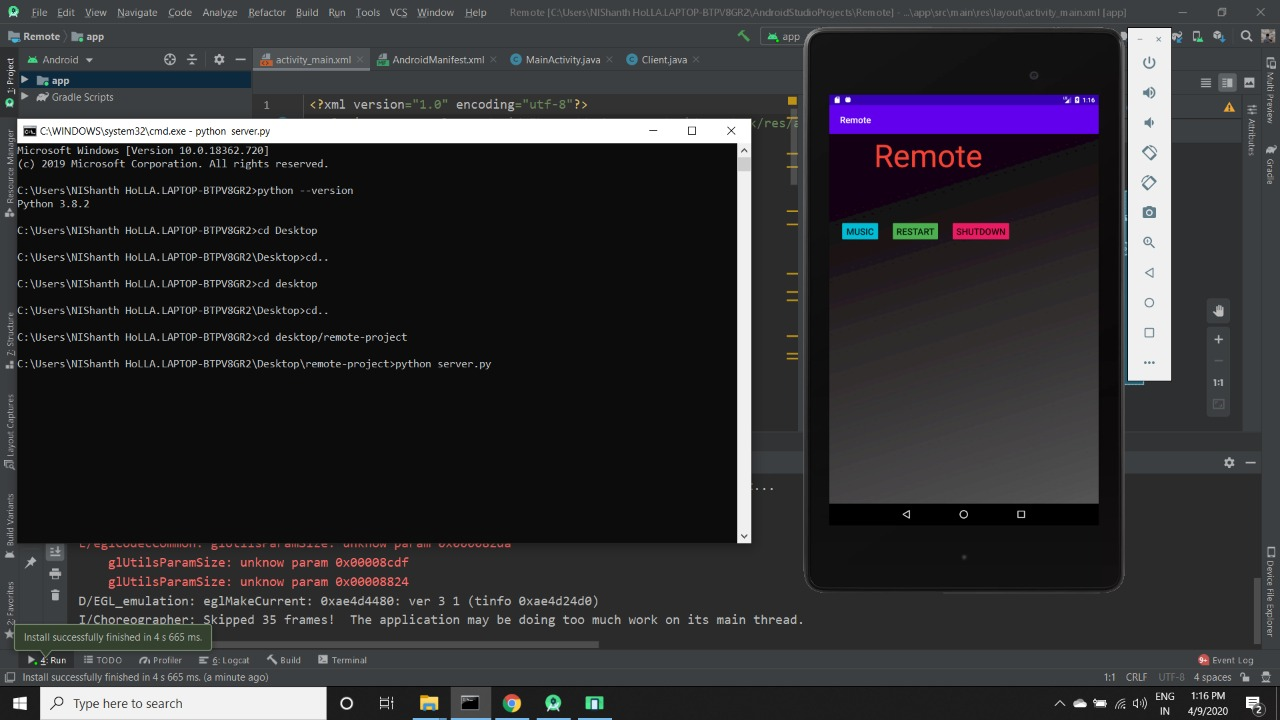 File Edit View Navigate Code Analyze Refactor Build Run Tools VCS Window Help Remote [C:\Users\NIShanth HoLLA.LAPTOP-BTPV8GR2\AndroidStudioProjects\Remote] - ...\app\src\main\res\layout\activity_main.xml [app]
Remote app
app
Android
activity_main.xml AndroidManifest.xml MainActivity.java Client.java
app
Gradle Scripts
1 <?xml version="1.0" encoding="utf-8"?>
k/res/a
C:\WINDOWS\system32\cmd.exe - python server.py
Microsoft Windows [Version 10.0.18362.720]
(c) 2019 Microsoft Corporation. All rights reserved.
C:\Users\NIShanth HoLLA.LAPTOP-BTPV8GR2>python --version
Python 3.8.2
C:\Users\NIShanth HoLLA.LAPTOP-BTPV8GR2>cd Desktop
C:\Users\NIShanth HoLLA.LAPTOP-BTPV8GR2\Desktop>cd..
C:\Users\NIShanth HoLLA.LAPTOP-BTPV8GR2>cd desktop
C:\Users\NIShanth HoLLA.LAPTOP-BTPV8GR2\Desktop>cd..
C:\Users\NIShanth HoLLA.LAPTOP-BTPV8GR2>cd desktop/remote-project
C:\Users\NIShanth HoLLA.LAPTOP-BTPV8GR2\Desktop\remote-project>python server.py
1: Project
Resource Manager
Z: Structure
Layout Captures
Build Variants
2: Favorites
1:16
Remote
Remote
MUSIC RESTART SHUTDOWN
1:1
Multi Preview
Attributes
Gradle
Device File Explorer
...
glUtilsParamSize: unknow param 0x00008cdf
glUtilsParamSize: unknow param 0x00008824
D/EGL_emulation: eglMakeCurrent: 0xae4d4480: ver 3 1 (tinfo 0xae4d24d0)
I/Choreographer: Skipped 35 frames!  The application may be doing too much work on its main thread.
Install successfully finished in 4 s 665 ms.
4: Run TODO Profiler 6: Logcat Build Terminal 9+ Event Log
Install successfully finished in 4 s 665 ms. (a minute ago) 1:1 CRLF UTF-8 4 spaces
Type here to search
ENG
IN
1:16 PM
4/9/2020
2